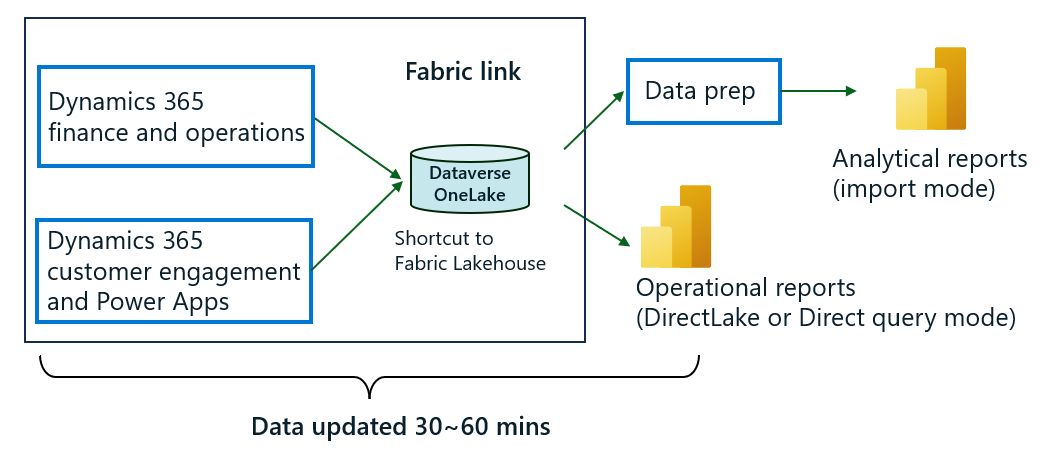 Fabric link
Dynamics 365
finance and operations
Dataverse
OneLake
Shortcut to
Fabric Lakehouse
Dynamics 365
customer engagement
and Power Apps
Data prep
Analytical reports
(import mode)
Operational reports
(DirectLake or Direct query mode)
Data updated 30~60 mins